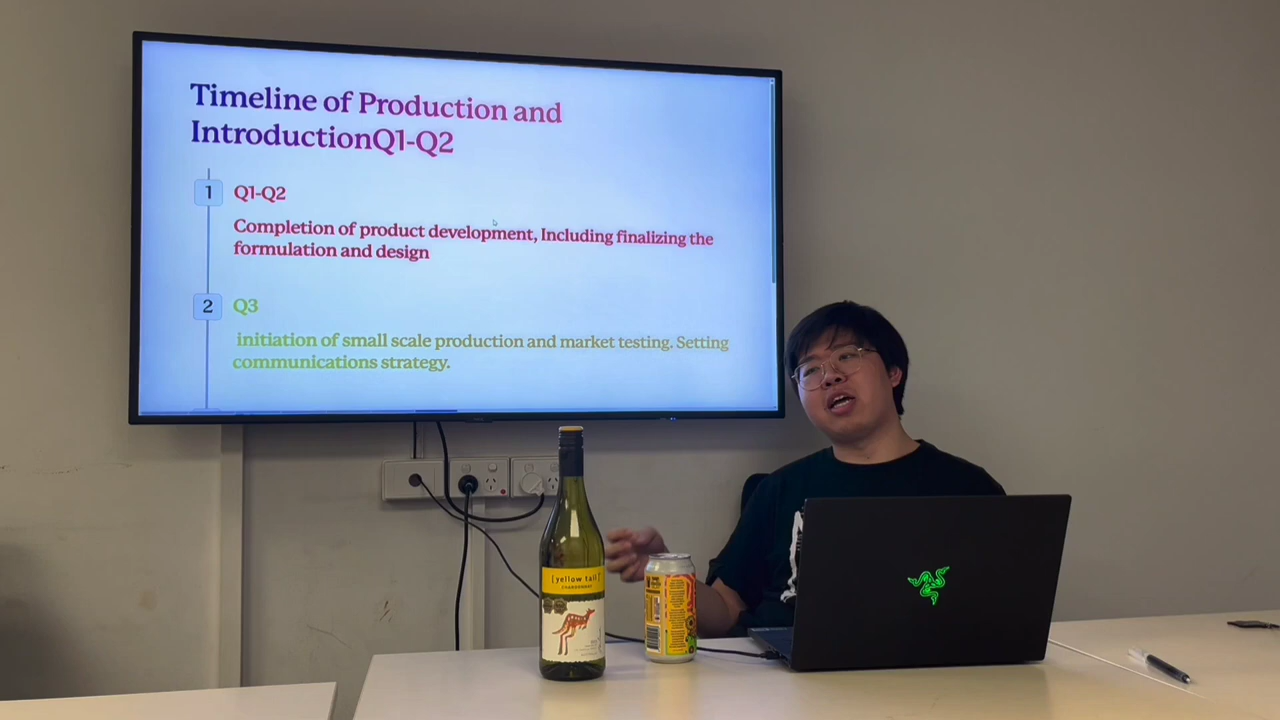 Timeline of Production and
IntroductionQ1-Q2
1
Q1-Q2
Completion of product development, Including finalizing the
formulation and design
2
Q3
initiation of small scale production and market testing. Setting
communications strategy.
[yellow tail]
CHARDONNAY